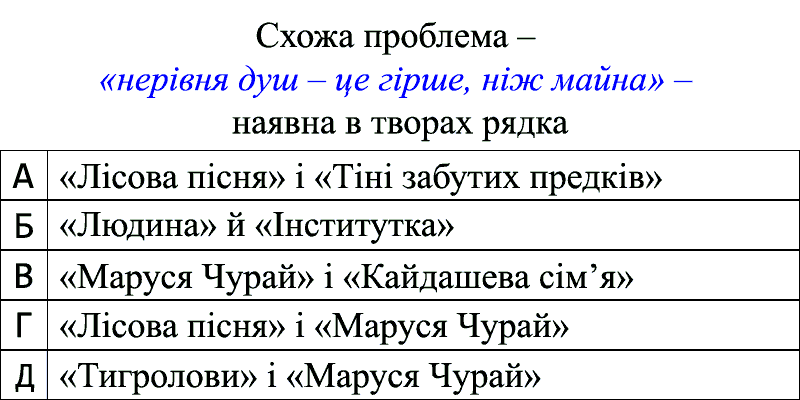 Схожа проблема –
«нерівня душ – це гірше, ніж майна» –
наявна в творах рядка
А «Лісова пісня» і «Тіні забутих предків»
Б «Людина» й «Інститутка»
В «Маруся Чурай» і «Кайдашева сім’я»
Г «Лісова пісня» і «Маруся Чурай»
Д «Тигролови» і «Маруся Чурай»